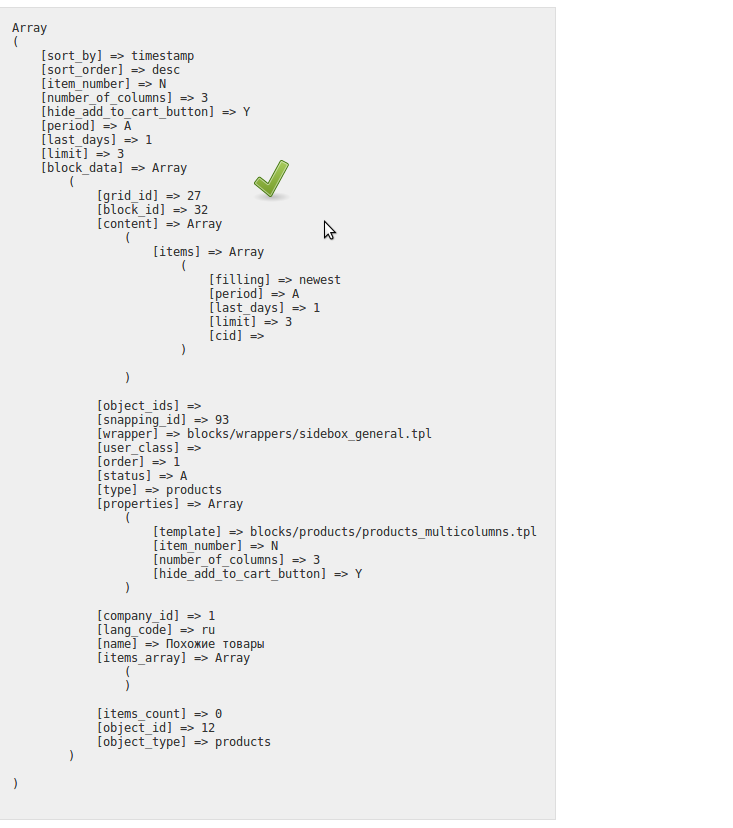 Array
(
[sort_by] => timestamp
[sort_order] => desc
[item_number] => N
[number_of_columns] => 3
[hide_add_to_cart_button] => Y
[period] => A
[last_days] => 1
[limit] => 3
[block_data] => Array
(
[grid_id] => 27
[block_id] => 32
[content] => Array
(
[items] => Array
(
[filling] => newest
[period] => A
[last_days] => 1
[limit] => 3
[cid] =>
)
)
[object_ids] =>
[snapping_id] => 93
[wrapper] => blocks/wrappers/sidebox_general.tpl
[user_class] =>
[order] => 1
[status] => A
[type] => products
[properties] => Array
(
[template] => blocks/products/products_multicolumns.tpl
[item_number] => N
[number_of_columns] => 3
[hide_add_to_cart_button] => Y
)
[company_id] => 1
[lang_code] => ru
[name] => Похожие товары
[items_array] => Array
(
)
[items_count] => 0
[object_id] => 12
[object_type] => products
)
)